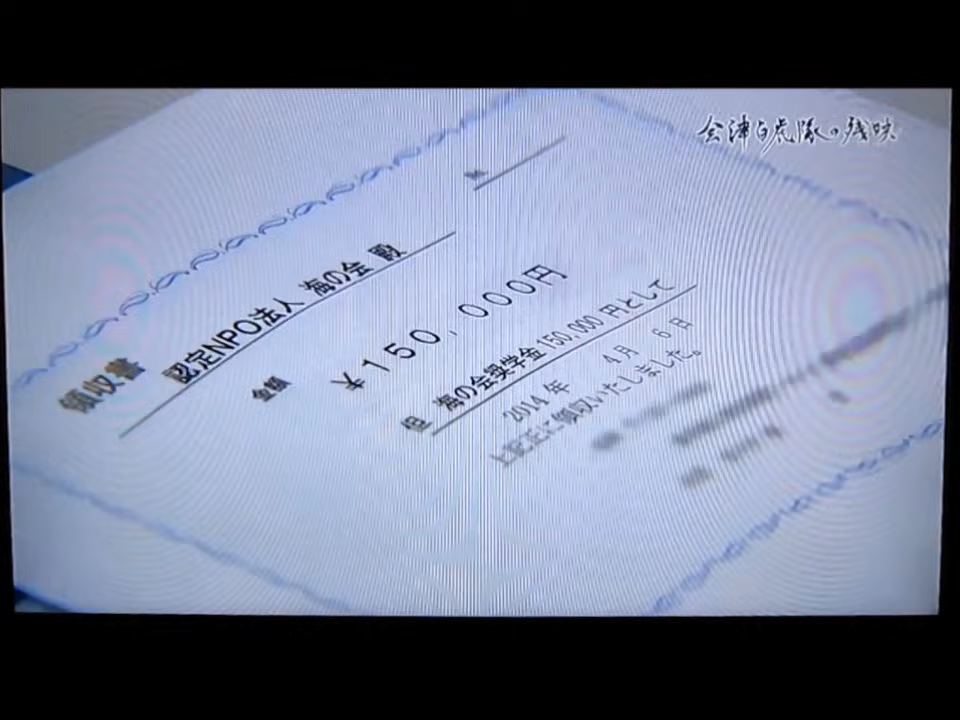 会津白虎隊の残映
領収書
認定NPO法人 海の会 殿
金額 ¥150,000円
但 海の会奨学金150,000円として
2014年 4月 6日
上記正に領収いたしました。